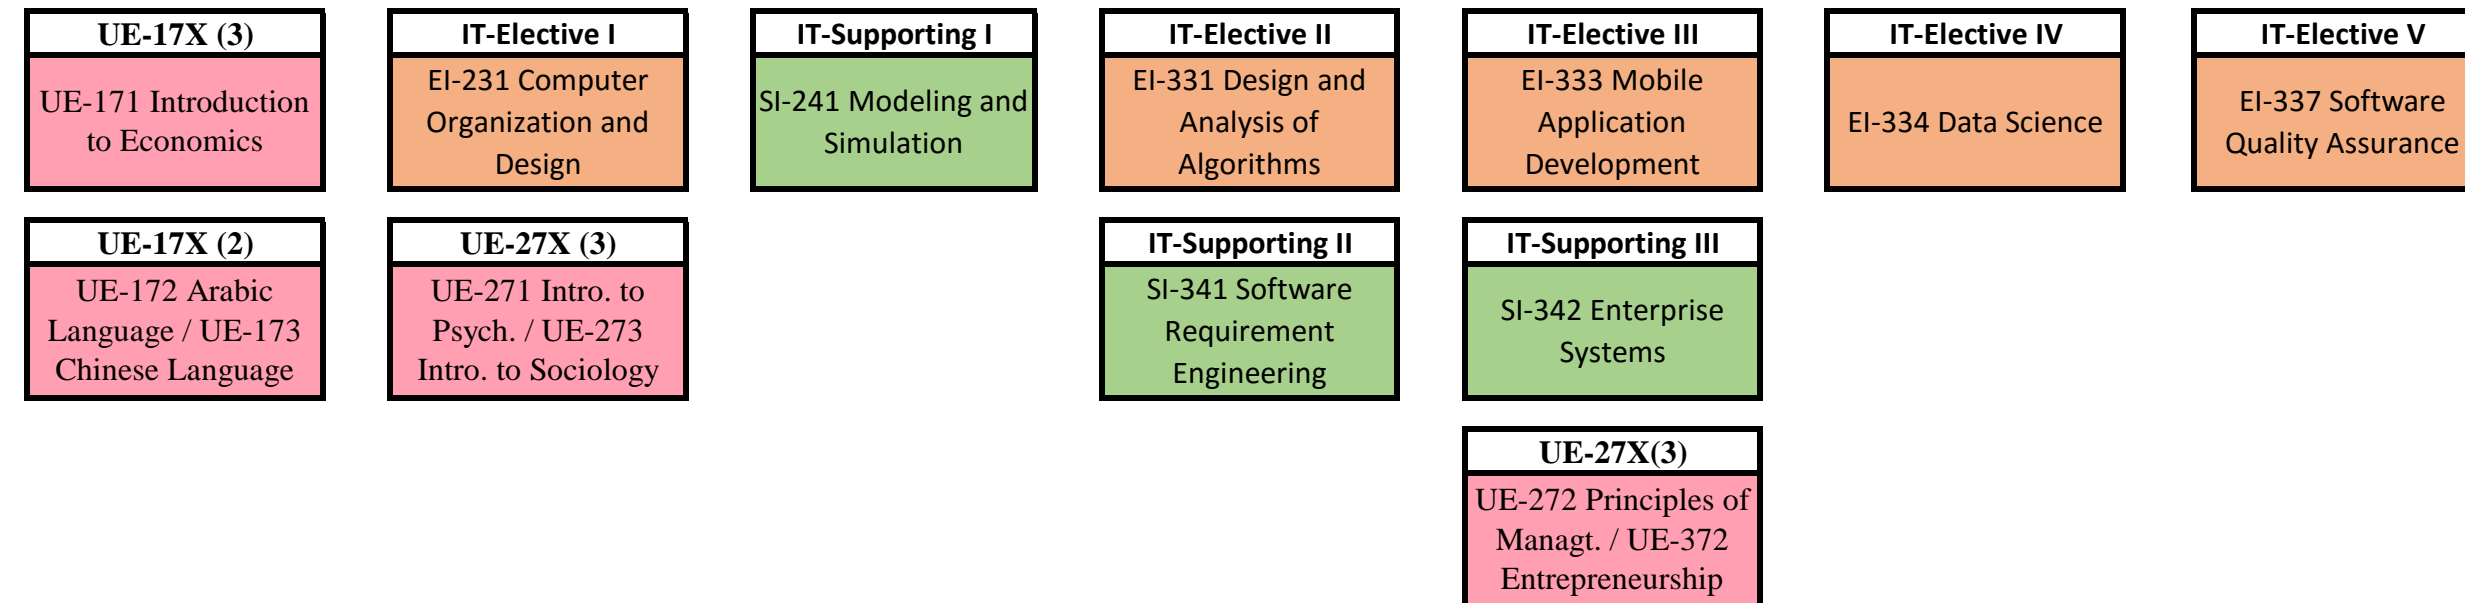 UE-17X (3)
UE-171 Introduction
to Economics
IT-Elective I
EI-231 Computer
Organization and
Design
IT-Supporting I
SI-241 Modeling and
Simulation
IT-Elective II
EI-331 Design and
Analysis of
Algorithms
IT-Elective III
EI-333 Mobile
Application
Development
IT-Elective IV
EI-334 Data Science
IT-Elective V
EI-337 Software
Quality Assurance
UE-17X (2)
UE-172 Arabic
Language / UE-173
Chinese Language
UE-27X (3)
UE-271 Intro. to
Psych. / UE-273
Intro. to Sociology
IT-Supporting II
SI-341 Software
Requirement
Engineering
IT-Supporting III
SI-342 Enterprise
Systems
UE-27X(3)
UE-272 Principles of
Managt. / UE-372
Entrepreneurship